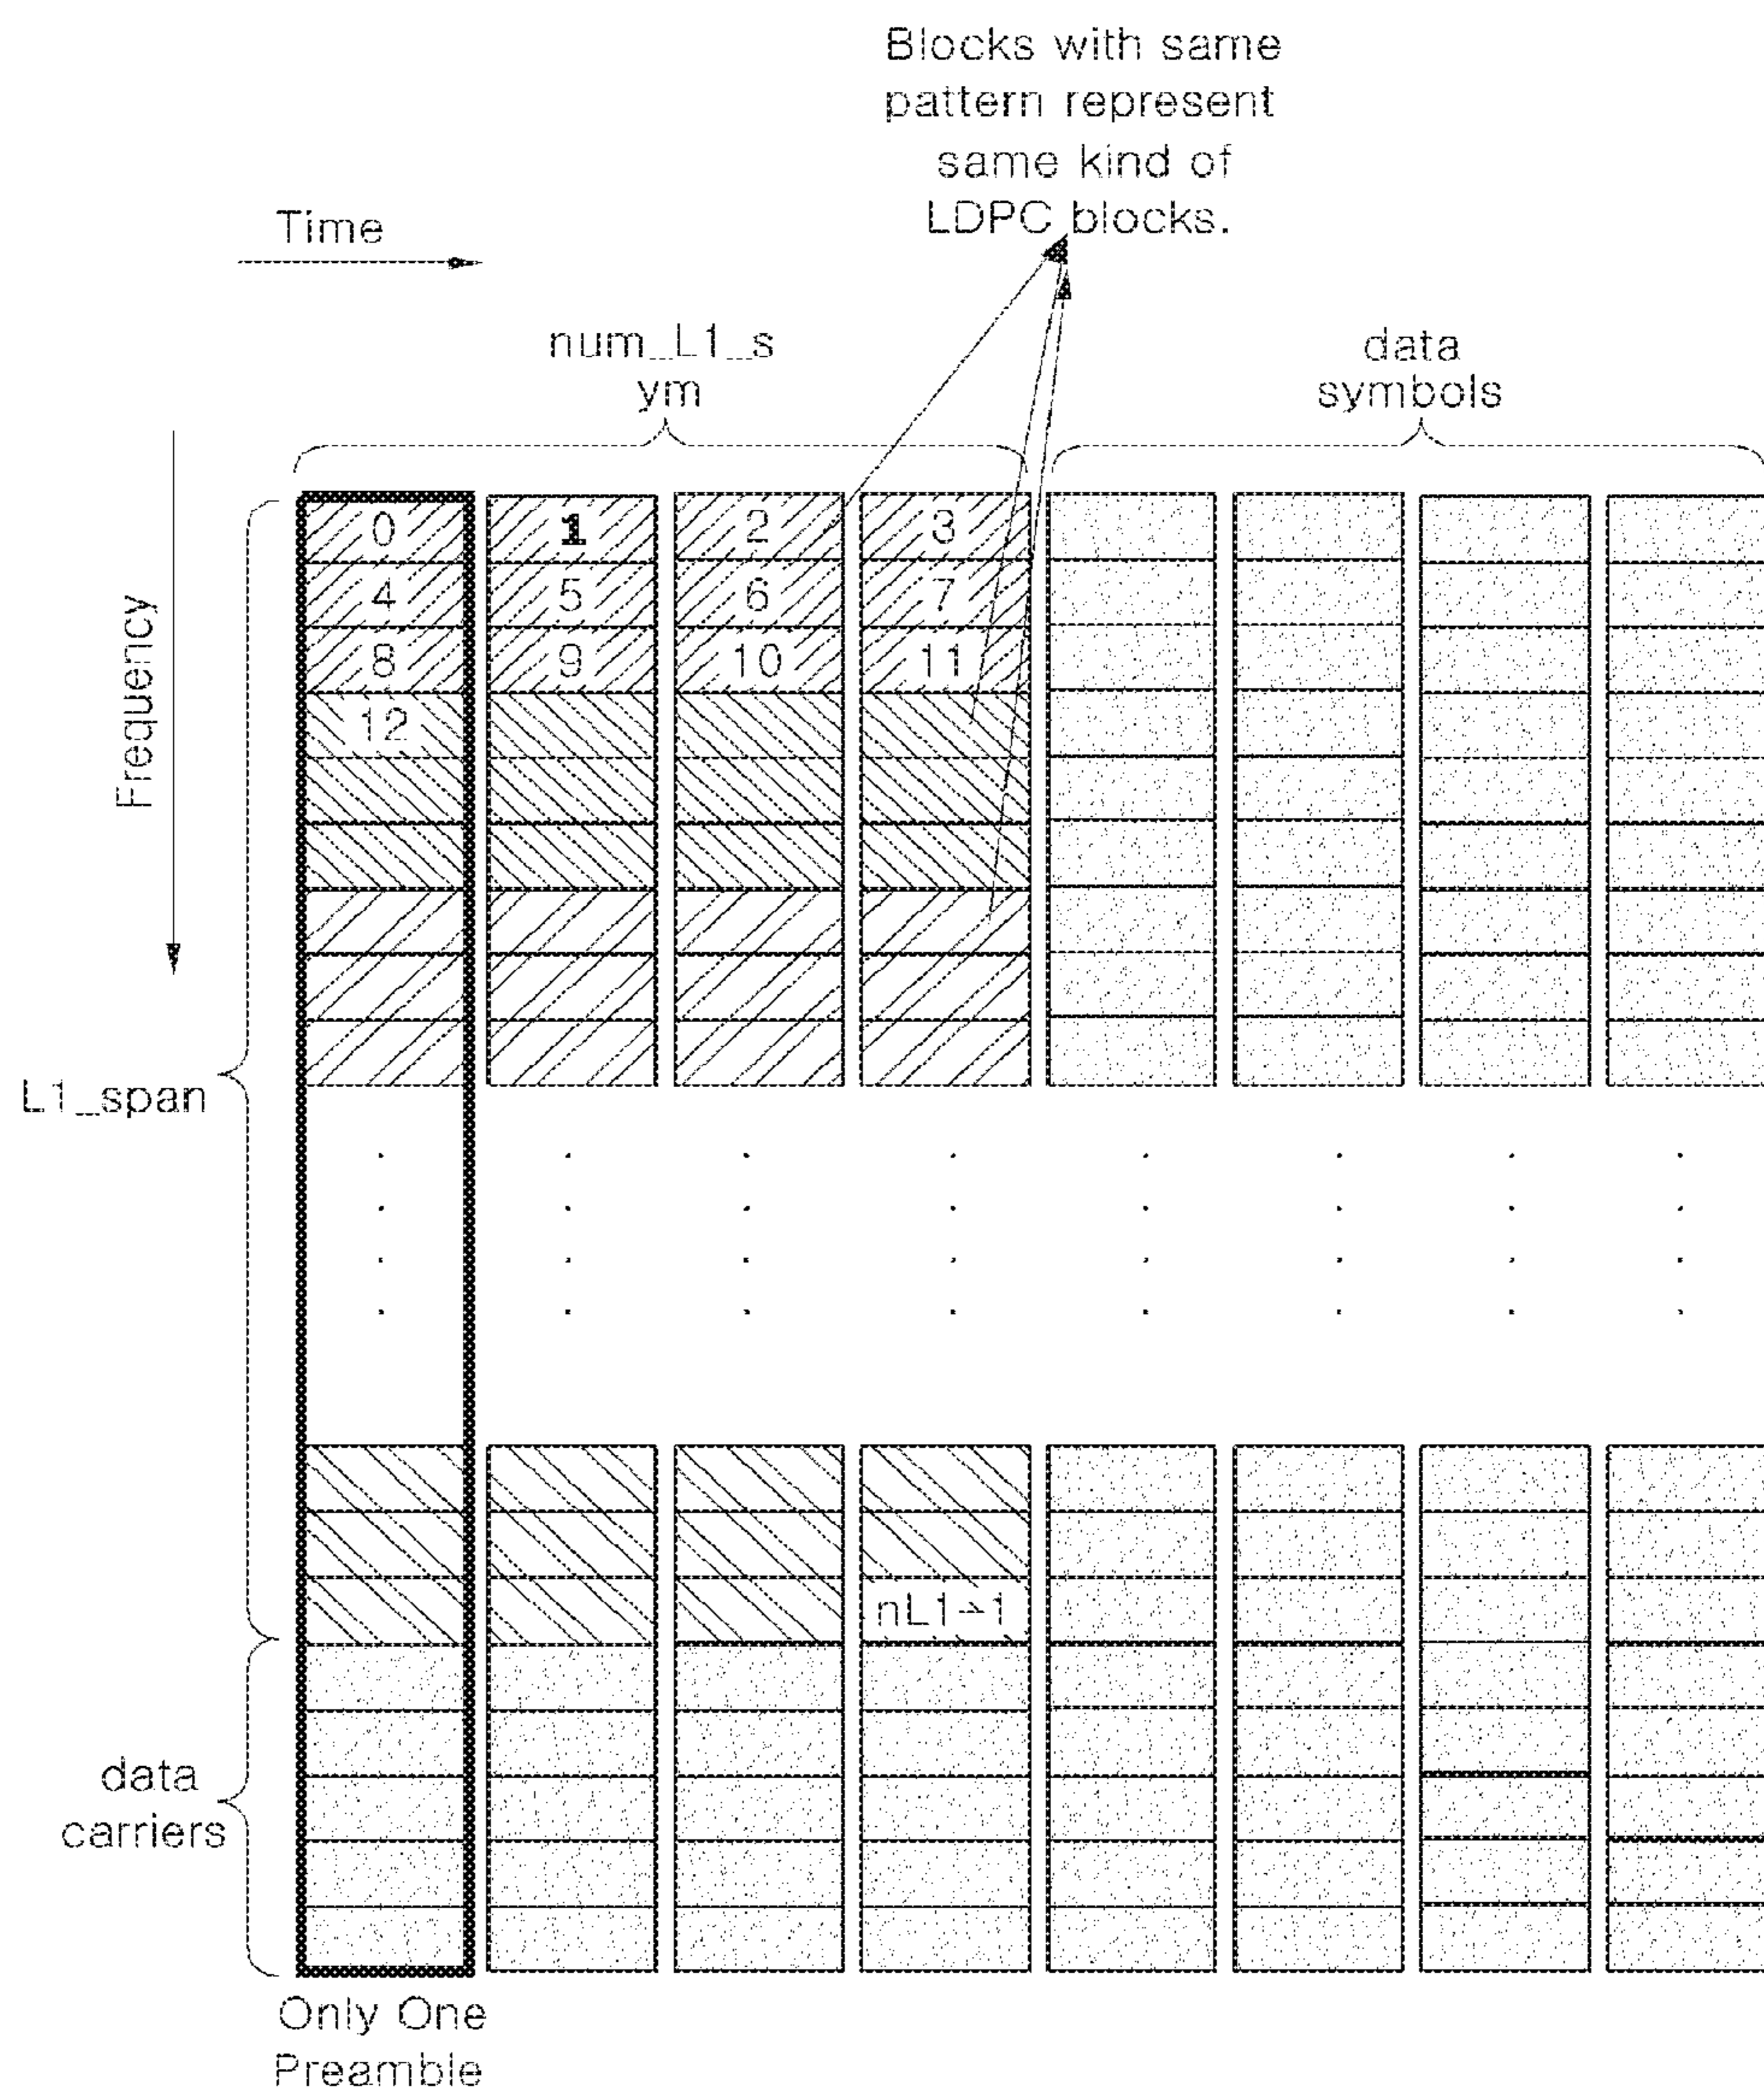 Blocks with same
pattern represent
same kind of
LDPC blocks.
Time
num_L1_s
ym
data
symbols
Frequency
0 1 2 3
4 5 6 7
8 9 10 11
12
L1_span
nL1-1
data
carriers
Only One
Preamble